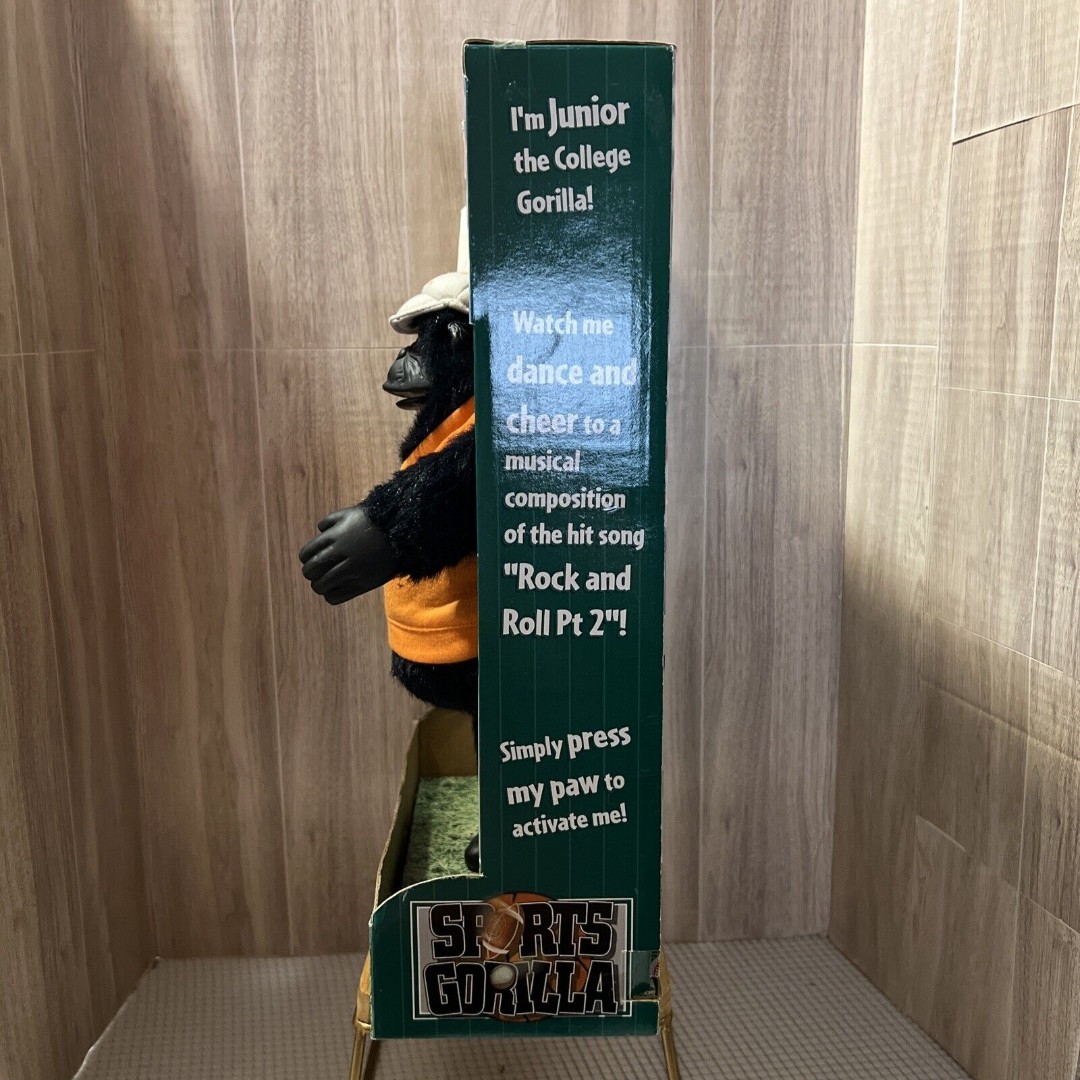 I'm Junior
the College
Gorilla!
Watch me
dance and
cheer to a
musical
composition
of the hit song
"Rock and
Roll Pt 2"!
Simply press
my paw to
activate me!
SPORTS
GORILLA